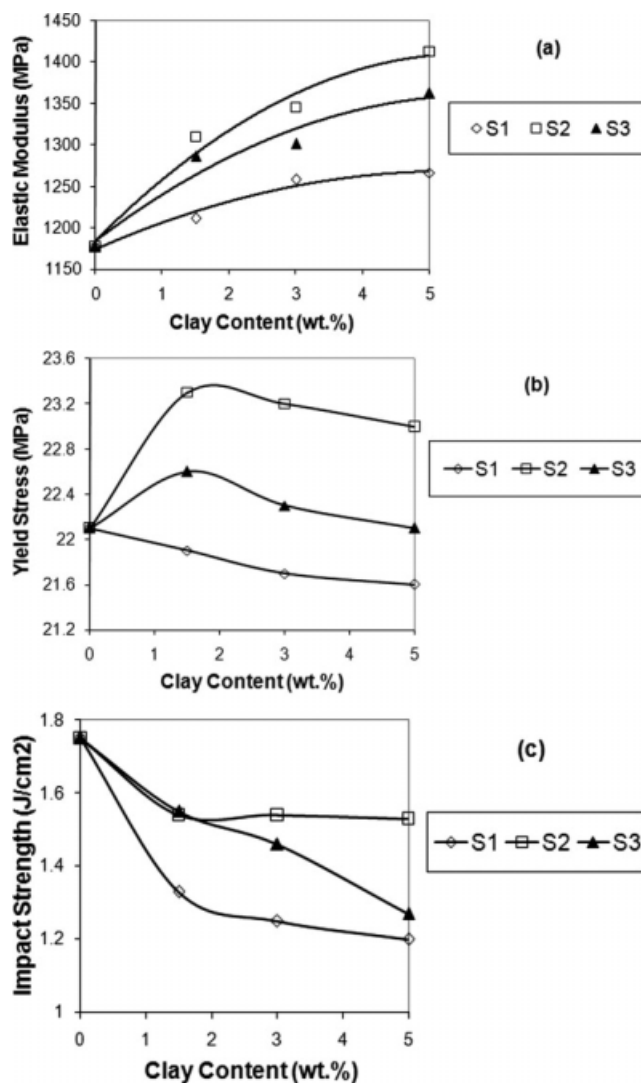 (a)
Elastic Modulus (MPa)
1450
1400
1350
1300
1250
1200
1150
0 1 2 3 4 5
Clay Content (wt.%)
S1 S2 S3
(b)
Yield Stress (MPa)
23.6
23.2
22.8
22.4
22
21.6
21.2
0 1 2 3 4 5
Clay Content (wt.%)
S1 S2 S3
(c)
Impact Strength (J/cm2)
1.8
1.6
1.4
1.2
1
0 1 2 3 4 5
Clay Content (wt.%)
S1 S2 S3